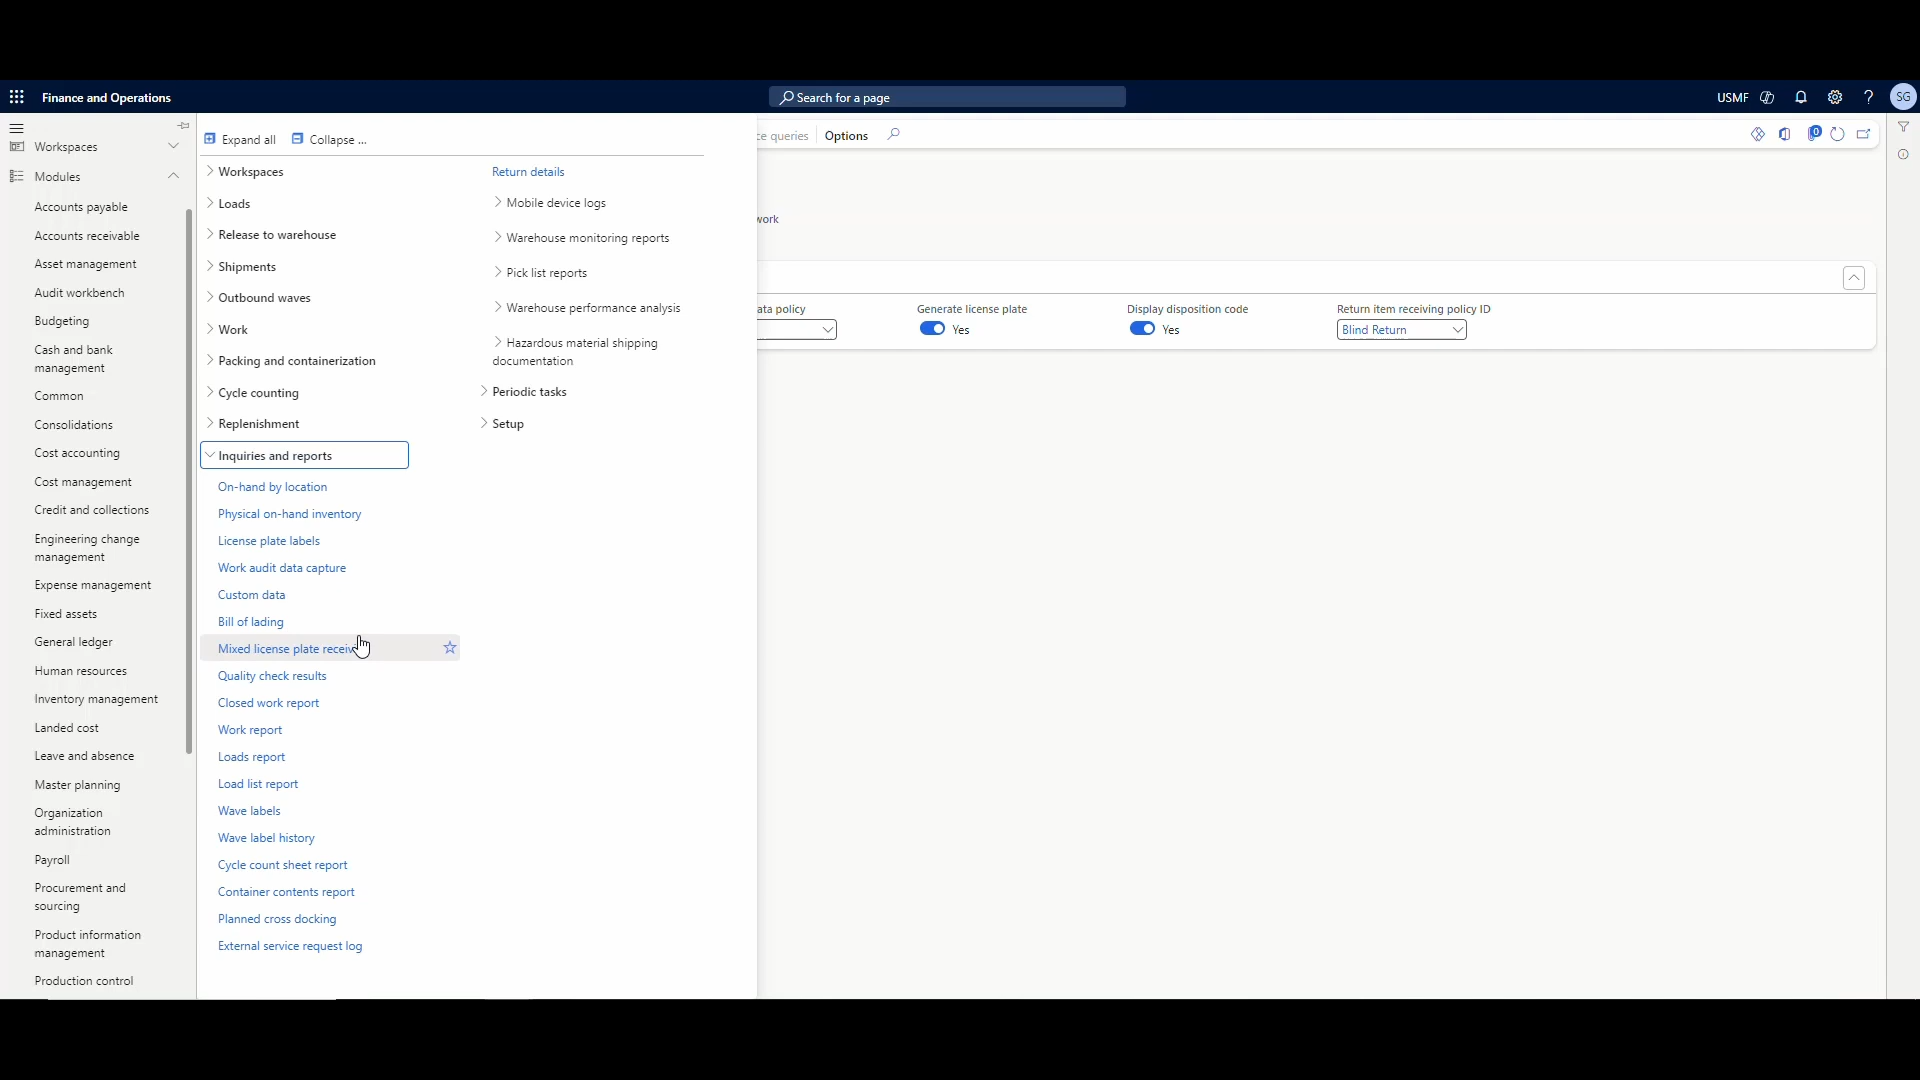 Finance and Operations
Search for a page
USMF
SG
Workspaces
Modules
Accounts payable
Accounts receivable
Asset management
Audit workbench
Budgeting
Cash and bank
management
Common
Consolidations
Cost accounting
Cost management
Credit and collections
Engineering change
management
Expense management
Fixed assets
General ledger
Human resources
Inventory management
Landed cost
Leave and absence
Master planning
Organization
administration
Payroll
Procurement and
sourcing
Product information
management
Production control
Expand all
Collapse ...
Workspaces
Loads
Release to warehouse
Shipments
Outbound waves
Work
Packing and containerization
Cycle counting
Replenishment
Inquiries and reports
On-hand by location
Physical on-hand inventory
License plate labels
Work audit data capture
Custom data
Bill of lading
Mixed license plate receiv
Quality check results
Closed work report
Work report
Loads report
Load list report
Wave labels
Wave label history
Cycle count sheet report
Container contents report
Planned cross docking
External service request log
Return details
Mobile device logs
Warehouse monitoring reports
Pick list reports
Warehouse performance analysis
Hazardous material shipping
documentation
Periodic tasks
Setup
ce queries
Options
0
work
ata policy
Generate license plate
Yes
Display disposition code
Yes
Return item receiving policy ID
Blind Return